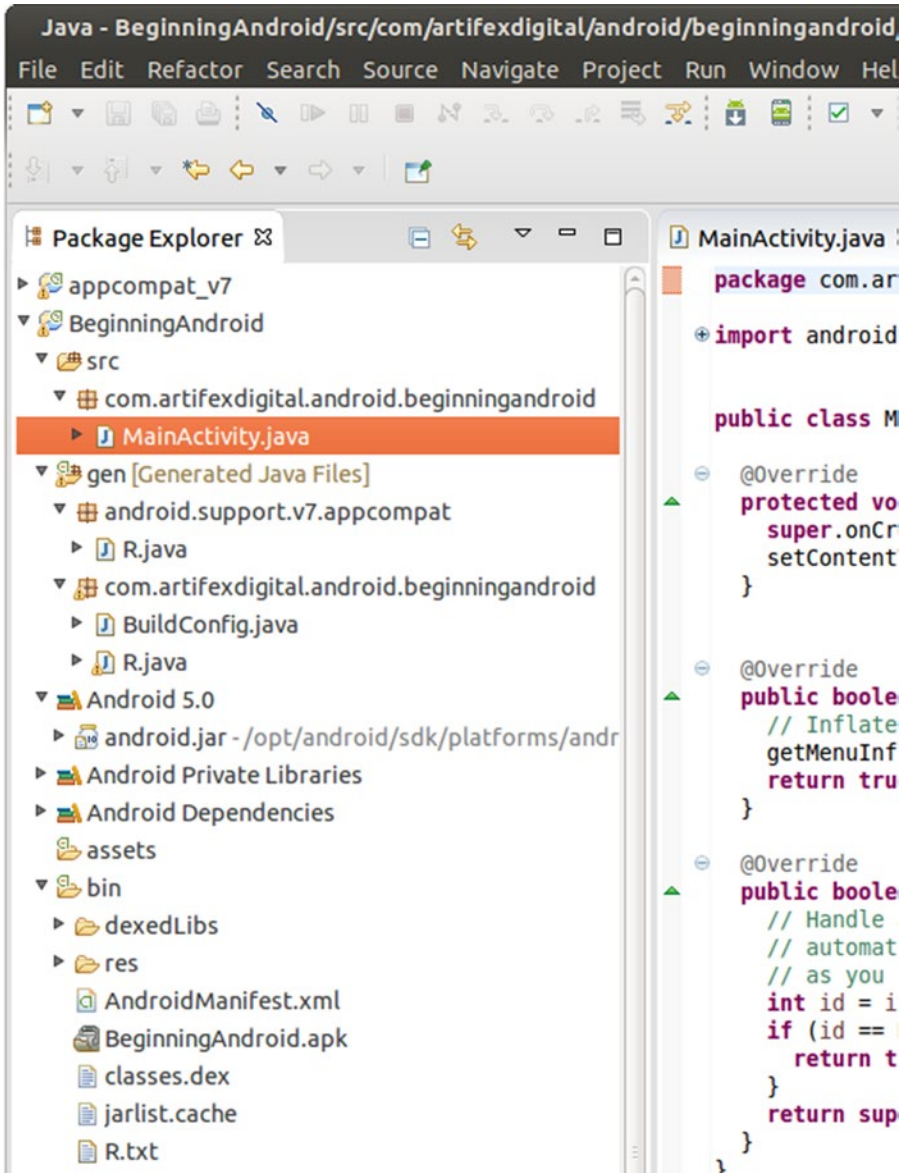 Java - BeginningAndroid/src/com/artifexdigital/android/beginningandroid/
File Edit Refactor Search Source Navigate Project Run Window Hel
Package Explorer
appcompat_v7
BeginningAndroid
src
com.artifexdigital.android.beginningandroid
MainActivity.java
gen [Generated Java Files]
android.support.v7.appcompat
R.java
com.artifexdigital.android.beginningandroid
BuildConfig.java
R.java
Android 5.0
android.jar - /opt/android/sdk/platforms/andr
Android Private Libraries
Android Dependencies
assets
bin
dexedLibs
res
AndroidManifest.xml
BeginningAndroid.apk
classes.dex
jarlist.cache
R.txt
MainActivity.java
package com.ar
import android
public class M
@Override
protected vo
super.onCr
setContent
}
@Override
public boole
// Inflate
getMenuInf
return tru
}
@Override
public boole
// Handle
// automat
// as you
int id = i
if (id ==
return t
}
return sup
}
}